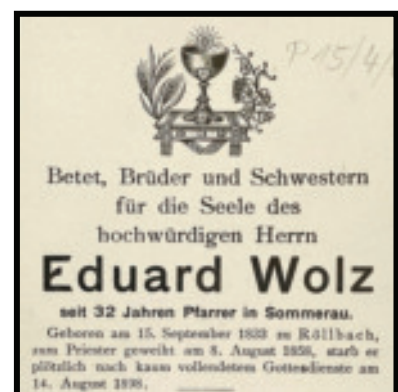 P 15/4/
Betet, Brüder und Schwestern
für die Seele des
hochwürdigen Herrn
Eduard Wolz
seit 32 Jahren Pfarrer in Sommerau.
Geboren am 15. September 1833 zu Röllbach,
zum Priester geweiht am 8. August 1858, starb er
plötzlich nach kaum vollendetem Gottesdienste am
14. August 1898.